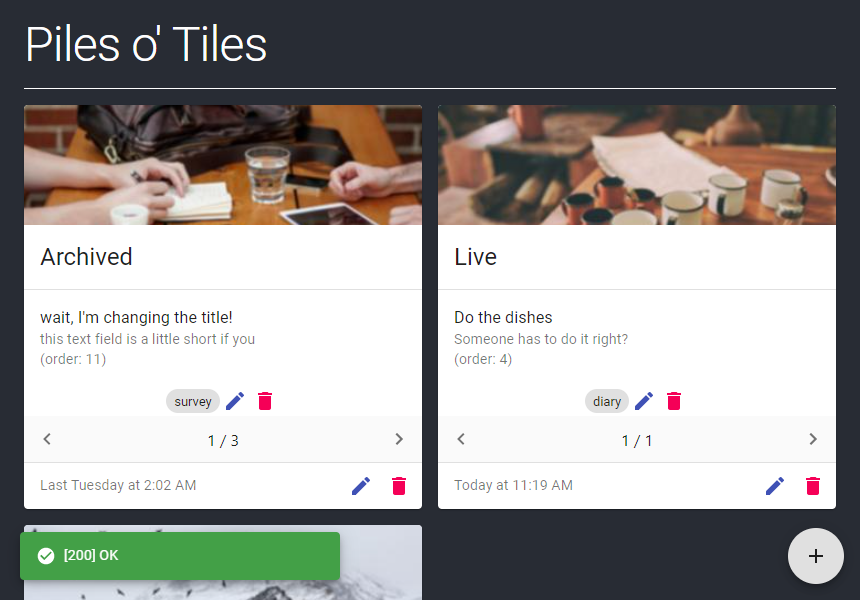 Piles o' Tiles
Archived
wait, I'm changing the title!
this text field is a little short if you
(order: 11)
survey
1 / 3
Last Tuesday at 2:02 AM
Live
Do the dishes
Someone has to do it right?
(order: 4)
diary
1 / 1
Today at 11:19 AM
[200] OK